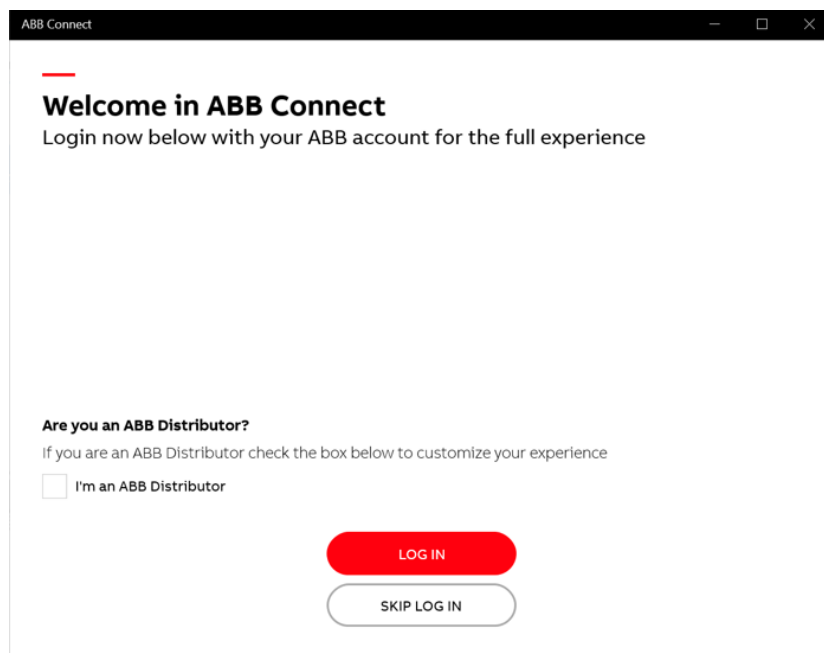 ABB Connect
Welcome in ABB Connect
Login now below with your ABB account for the full experience
Are you an ABB Distributor?
If you are an ABB Distributor check the box below to customize your experience
I'm an ABB Distributor
LOG IN
SKIP LOG IN